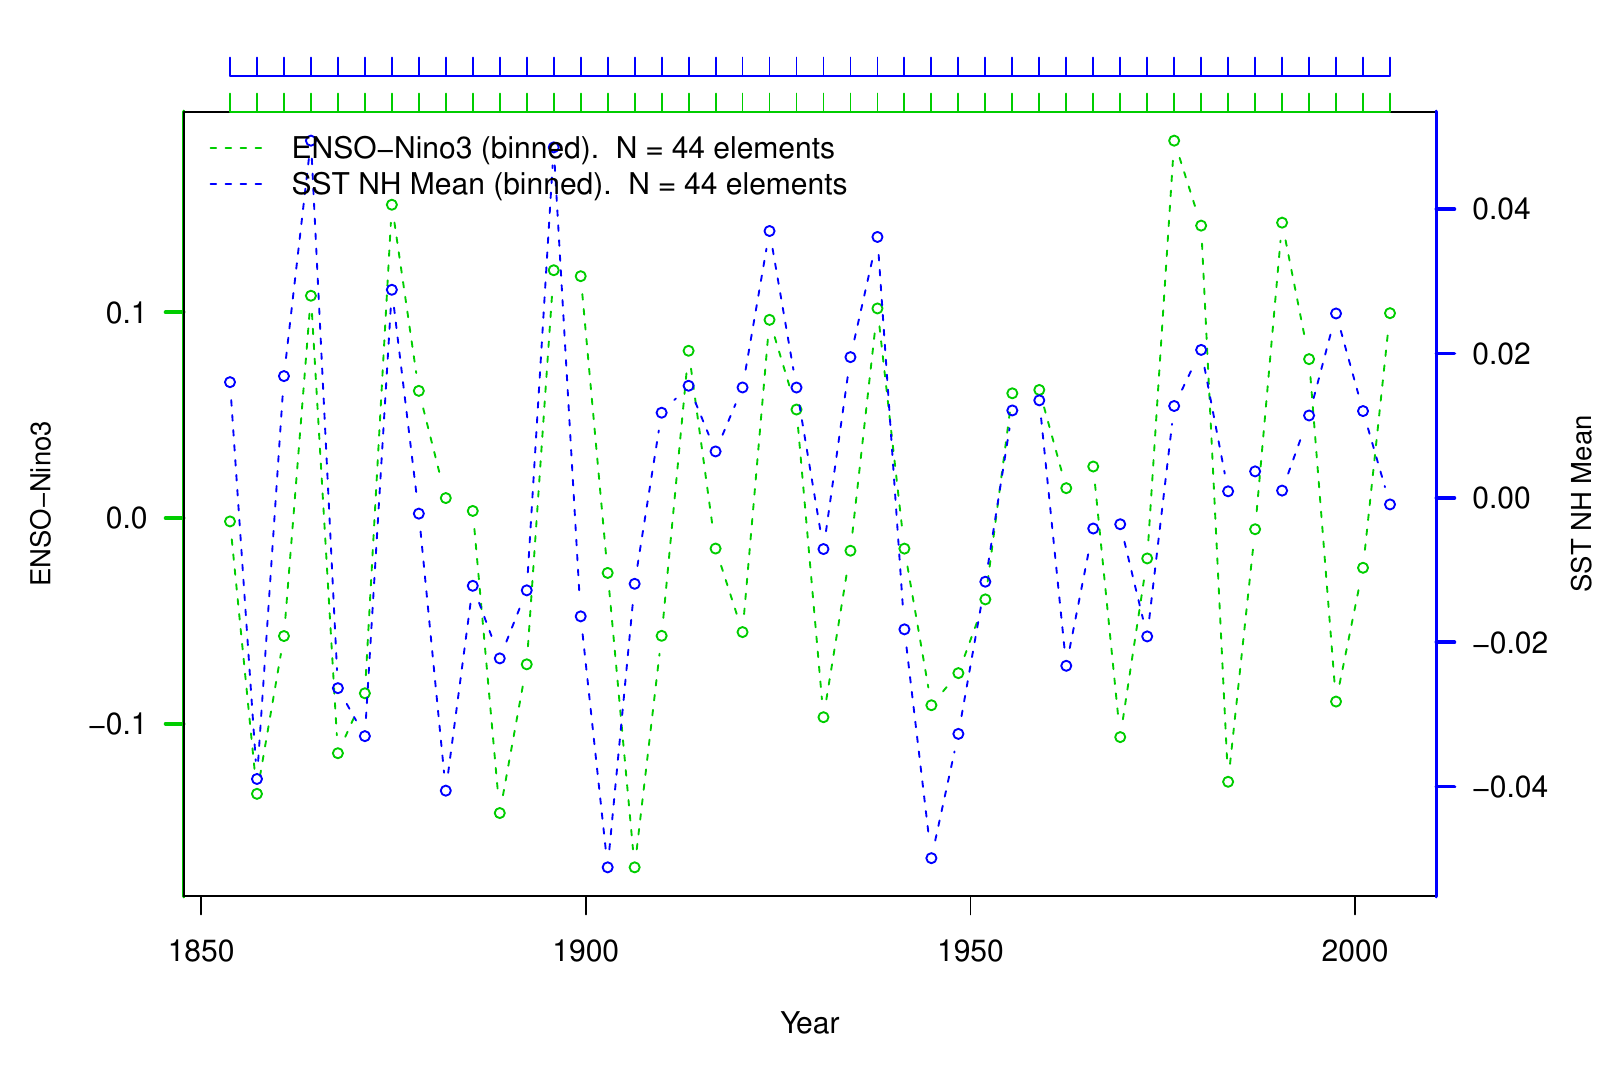 ENSO−Nino3 (binned).  N = 44 elements
SST NH Mean (binned).  N = 44 elements
0.1
0.0
−0.1
ENSO−Nino3
0.04
0.02
0.00
−0.02
−0.04
SST NH Mean
1850
1900
1950
2000
Year